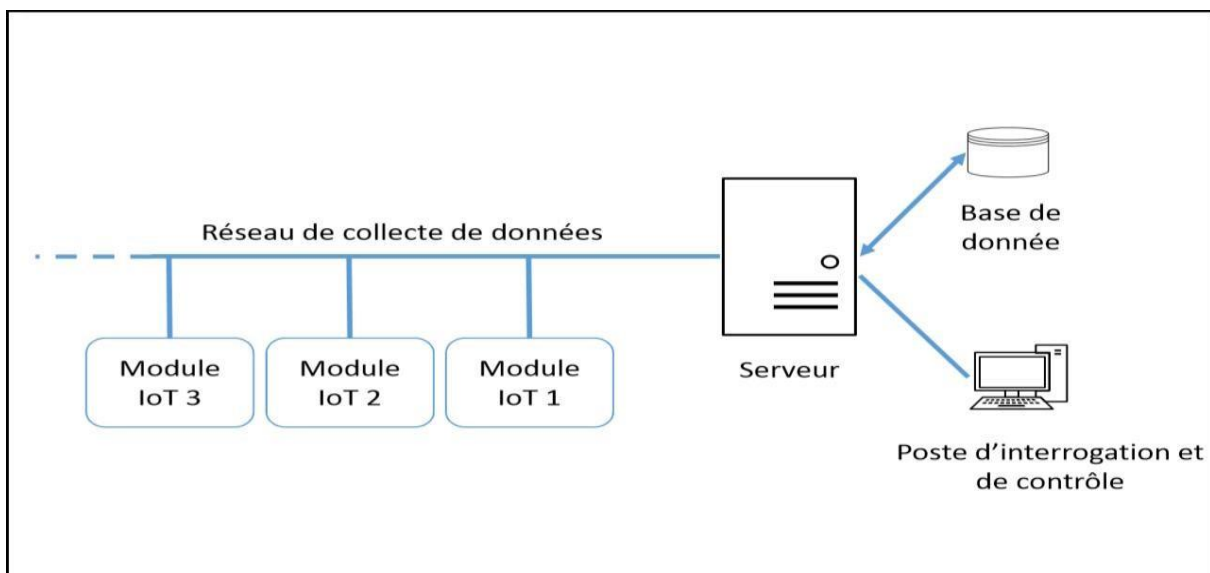 Réseau de collecte de données
Module
IoT 3
Module
IoT 2
Module
IoT 1
Serveur
Base de
donnée
Poste d'interrogation et
de contrôle